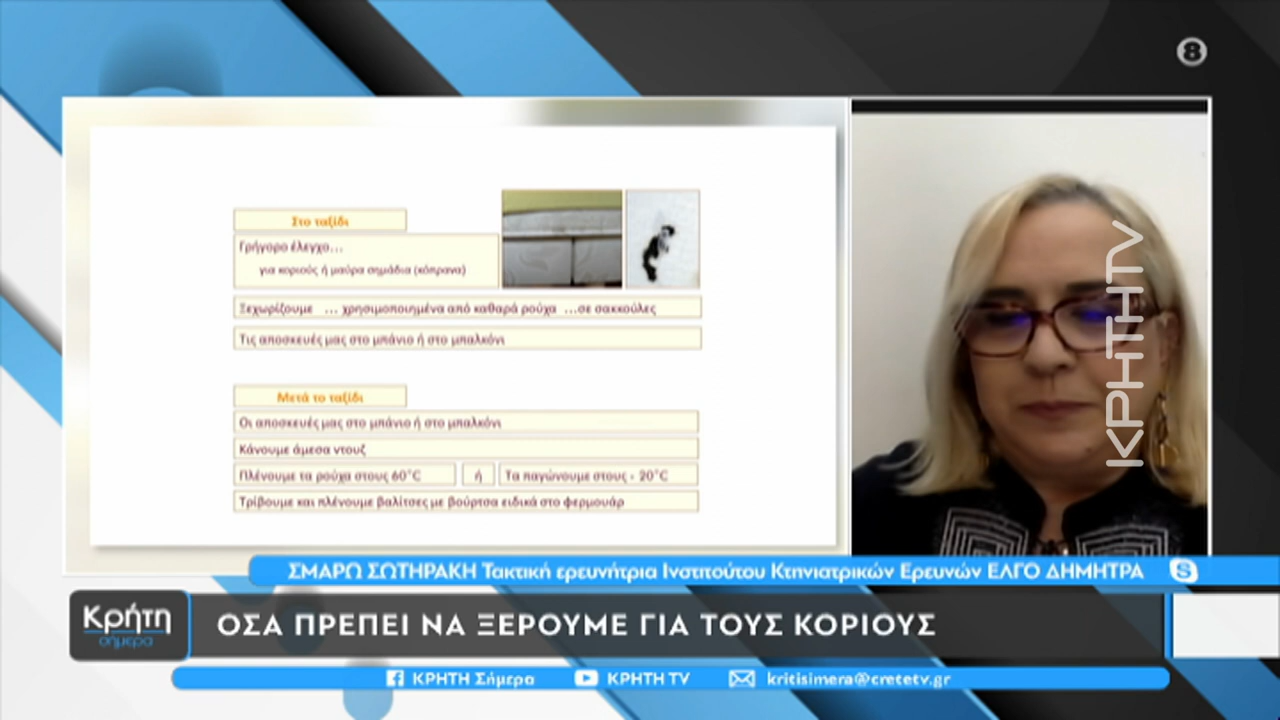 8
Στο ταξίδι
Γρήγορο έλεγχο...
για κοριούς ή μαύρα σημάδια (κόπρανα)
Ξεχωρίζουμε ... χρησιμοποιημένα από καθαρά ρούχα ...σε σακκούλες
Τις αποσκευές μας στο μπάνιο ή στο μπαλκόνι
Μετά το ταξίδι
Οι αποσκευές μας στο μπάνιο ή στο μπαλκόνι
Κάνουμε άμεσα ντουζ
Πλένουμε τα ρούχα στους 60°C ή Τα παγώνουμε στους - 20°C
Τρίβουμε και πλένουμε βαλίτσες με βούρτσα ειδικά στο φερμουάρ
ΚΡΗΤΗ TV
ΣΜΑΡΩ ΣΩΤΗΡΑΚΗ Τακτική ερευνήτρια Ινστιτούτου Κτηνιατρικών Ερευνών ΕΛΓΟ ΔΗΜΗΤΡΑ
Κρήτη
σήμερα
ΟΣΑ ΠΡΕΠΕΙ ΝΑ ΞΕΡΟΥΜΕ ΓΙΑ ΤΟΥΣ ΚΟΡΙΟΥΣ
ΚΡΗΤΗ Σήμερα ΚΡΗΤΗ TV kritisimera@cretetv.gr